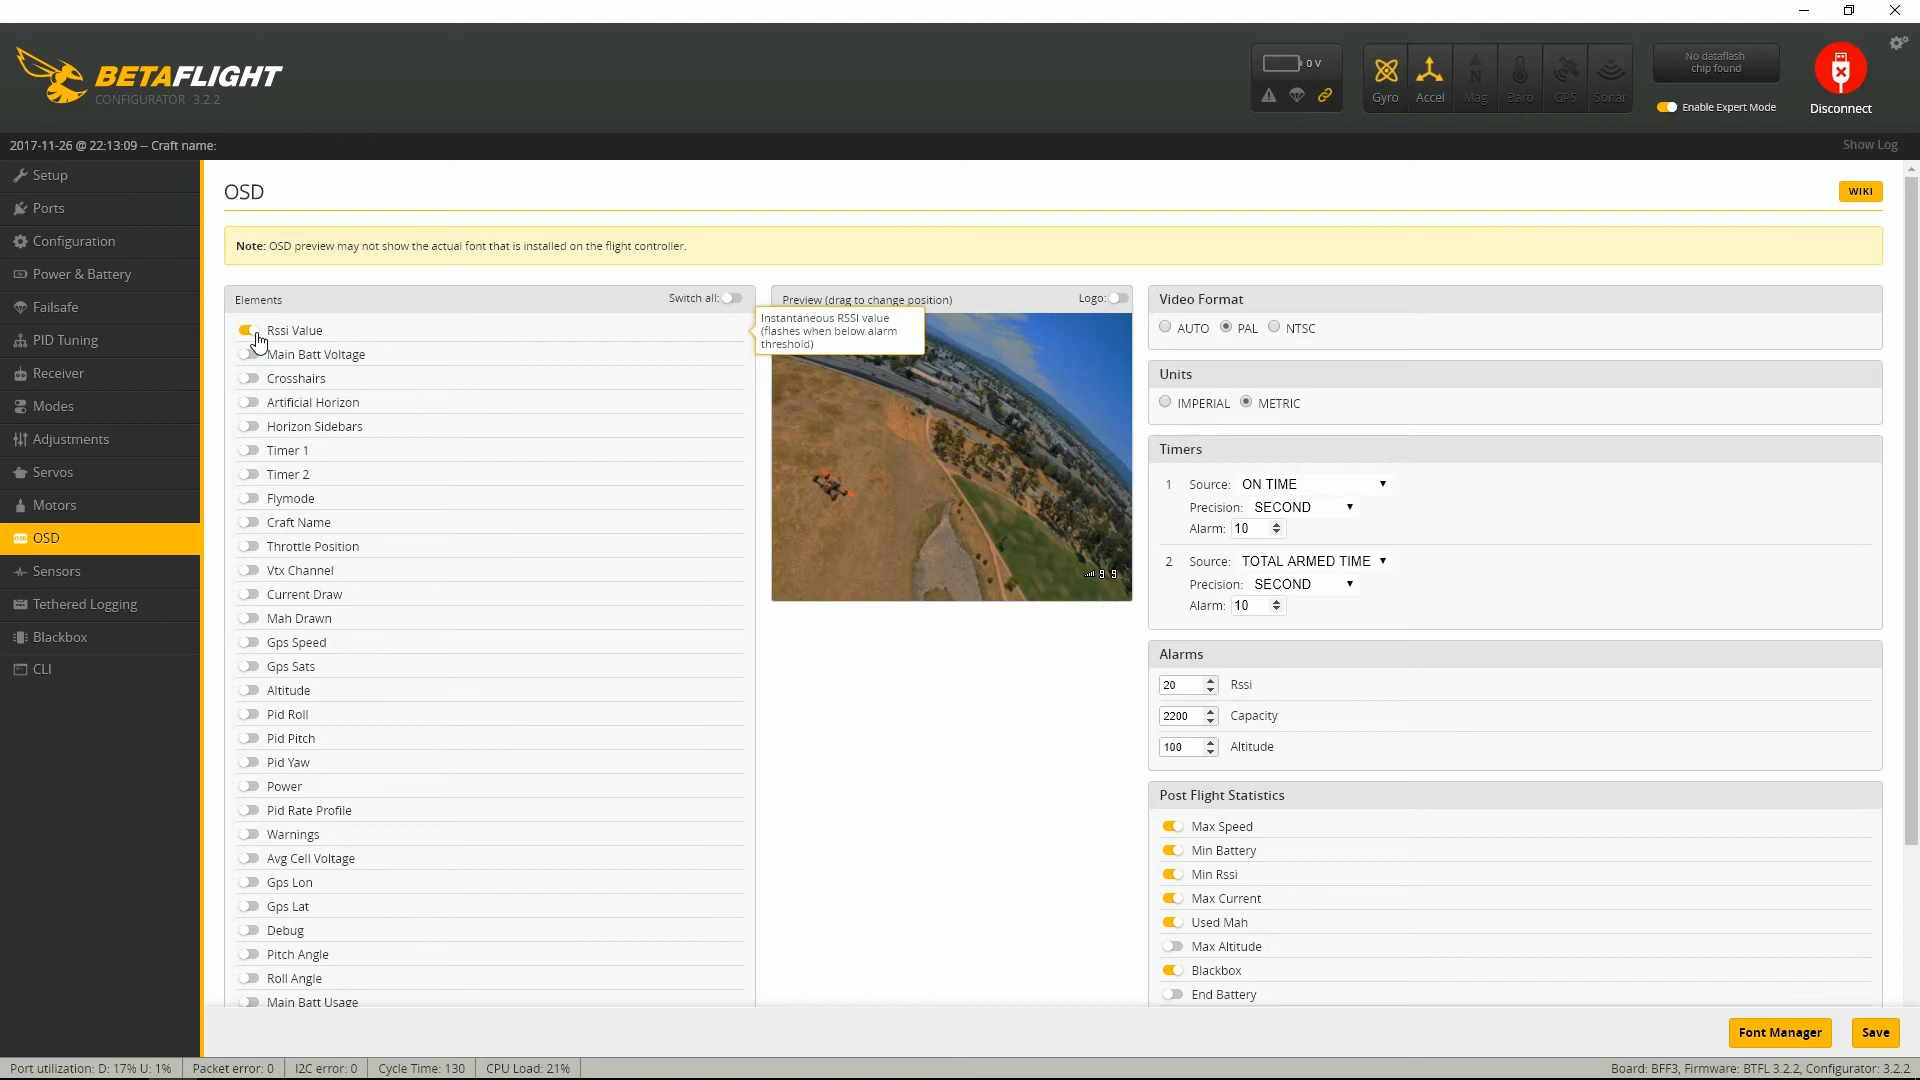 BETAFLIGHT
CONFIGURATOR 3.2.2
0 V
Gyro
Accel
Mag
Baro
GPS
Sonar
No dataflash
chip found
Enable Expert Mode
Disconnect
2017-11-26 @ 22:13:09 -- Craft name:
Show Log
Setup
Ports
Configuration
Power & Battery
Failsafe
PID Tuning
Receiver
Modes
Adjustments
Servos
Motors
OSD
Sensors
Tethered Logging
Blackbox
CLI
OSD
WIKI
Note: OSD preview may not show the actual font that is installed on the flight controller.
Elements
Switch all:
Rssi Value
Main Batt Voltage
Crosshairs
Artificial Horizon
Horizon Sidebars
Timer 1
Timer 2
Flymode
Craft Name
Throttle Position
Vtx Channel
Current Draw
Mah Drawn
Gps Speed
Gps Sats
Altitude
Pid Roll
Pid Pitch
Pid Yaw
Power
Pid Rate Profile
Warnings
Avg Cell Voltage
Gps Lon
Gps Lat
Debug
Pitch Angle
Roll Angle
Main Batt Usage
Preview (drag to change position)
Logo:
Instantaneous RSSI value
(flashes when below alarm
threshold)
9 9
Video Format
AUTO PAL NTSC
Units
IMPERIAL METRIC
Timers
1 Source: ON TIME
Precision: SECOND
Alarm: 10
2 Source: TOTAL ARMED TIME
Precision: SECOND
Alarm: 10
Alarms
20 Rssi
2200 Capacity
100 Altitude
Post Flight Statistics
Max Speed
Min Battery
Min Rssi
Max Current
Used Mah
Max Altitude
Blackbox
End Battery
Font Manager
Save
Port utilization: D: 17% U: 1%
Packet error: 0
I2C error: 0
Cycle Time: 130
CPU Load: 21%
Board: BFF3, Firmware: BTFL 3.2.2, Configurator: 3.2.2